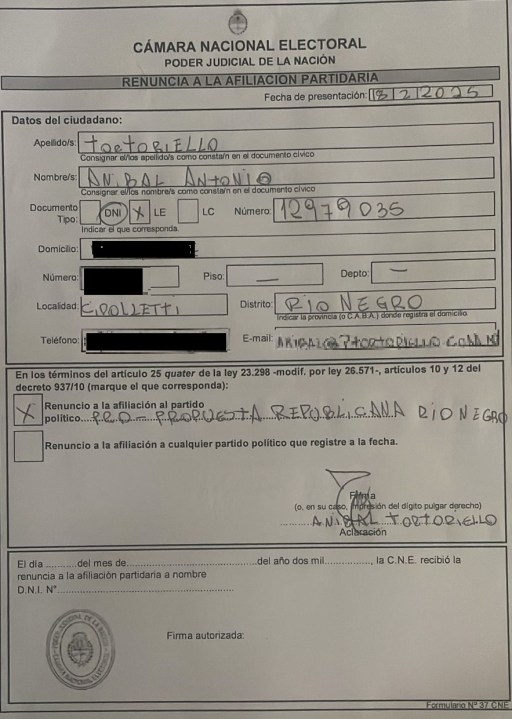 CÁMARA NACIONAL ELECTORAL
PODER JUDICIAL DE LA NACIÓN
RENUNCIA A LA AFILIACION PARTIDARIA
Fecha de presentación: 13 2 2025
Datos del ciudadano:
Apellido/s: TORTORIELLO
Consignar el/los apellido/s como consta/n en el documento cívico
Nombre/s: ANIBAL ANTONIO
Consignar el/los nombre/s como consta/n en el documento cívico
Documento Tipo: DNI X LE LC Número: 12979035
Indicar el que corresponda.
Domicilio:
Número: Piso: — Depto: —
Localidad: CIPOLLETTI Distrito: RIO NEGRO
Indicar la provincia (o C.A.B.A.) donde registra el domicilio
Teléfono: E-mail:
En los términos del artículo 25 quater de la ley 23.298 -modif. por ley 26.571-, artículos 10 y 12 del
decreto 937/10 (marque el que corresponda):
X Renuncio a la afiliación al partido
político PRO - PROPUESTA REPUBLICANA RIO NEGRO
Renuncio a la afiliación a cualquier partido político que registre a la fecha.
Firma
(o, en su caso, impresión del dígito pulgar derecho)
ANIBAL TORTORIELLO
Aclaración
El día ..........del mes de..............................del año dos mil.............., la C.N.E. recibió la
renuncia a la afiliación partidaria a nombre
D.N.I. N°..............................
Firma autorizada:
Formulario Nº 37 CNE